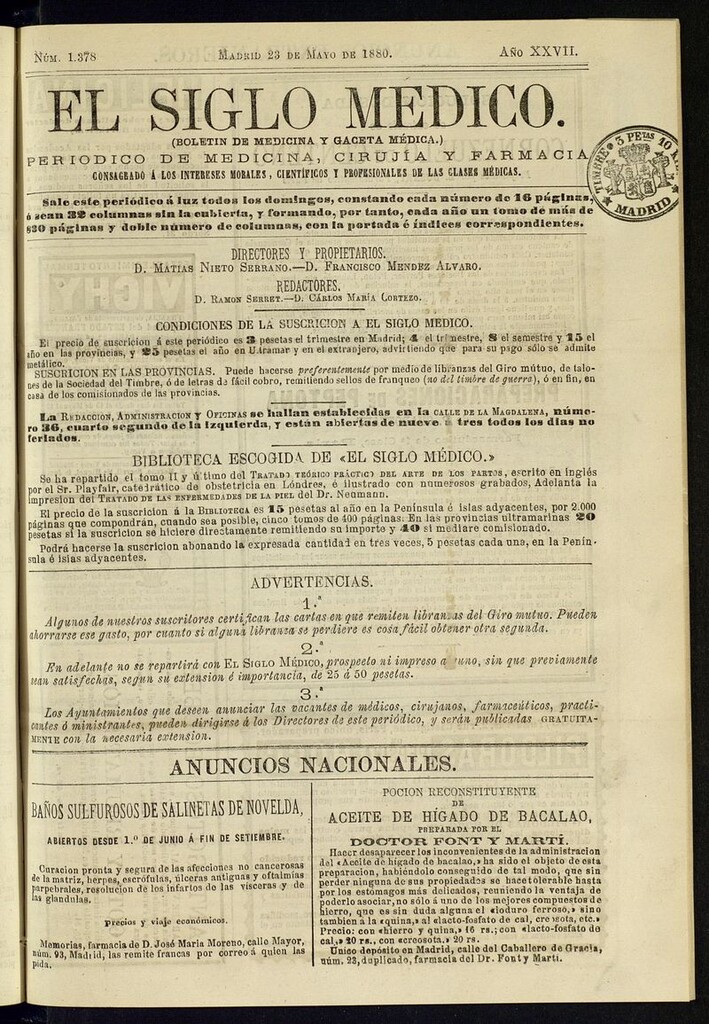 NÚM. 1.378
MADRID 23 DE MAYO DE 1880.
AÑO XXVII.
EL SIGLO MÉDICO.
(BOLETIN DE MEDICINA Y GACETA MÉDICA.)
PERIODICO DE MEDICINA, CIRUJÍA Y FARMACIA
CONSAGRADO Á LOS INTERESES MORALES, CIENTÍFICOS Y PROFESIONALES DE LAS CLASES MÉDICAS.
TIMBRE 3 PETAS 10
MADRID
Sale este periódico á luz todos los domingos, constando cada número de 16 páginas,
ó sean 32 columnas sin la cubierta, y formando, por tanto, cada año un tomo de más de
830 páginas y doble número de columnas, con la portada é índices correspondientes.
DIRECTORES Y PROPIETARIOS.
D. MATIAS NIETO SERRANO.—D. FRANCISCO MENDEZ ALVARO.
REDACTORES.
D. RAMON SERRET.—D. CÁRLOS MARÍA CORTEZO.
CONDICIONES DE LA SUSCRICION A EL SIGLO MEDICO.
El precio de suscricion á este periódico es 3 pesetas el trimestre en Madrid; 4 el trimestre, 8 el semestre y 15 el
año en las provincias, y 25 pesetas el año en Ultramar y en el extranjero, advirtiendo que para su pago sólo se admite
metálico.
SUSCRICION EN LAS PROVINCIAS. Puede hacerse preferentemente por medio de libranzas del Giro mútuo, de talo-
nes de la Sociedad del Timbre, ó de letras de fácil cobro, remitiendo sellos de franqueo (no del timbre de guerra), ó en fin, en
casa de los comisionados de las provincias.
LA REDACCION, ADMINISTRACION Y OFICINAS se hallan establecidas en la CALLE DE LA MAGDALENA, núme-
ro 36, cuarto segundo de la izquierda, y están abiertas de nueve á tres todos los dias no
feriados.
BIBLIOTECA ESCOGIDA DE «EL SIGLO MÉDICO.»
Se ha repartido el tomo II y último del TRATADO TEÓRICO PRÁCTICO DEL ARTE DE LOS PARTOS, escrito en inglés
por el Sr. Playfair, catedrático de obstetricia en Lóndres, é ilustrado con numerosos grabados, Adelanta la
impresion del TRATADO DE LAS ENFERMEDADES DE LA PIEL del Dr. Neumann.
El precio de la suscricion á la BIBLIOTECA es 15 pesetas al año en la Península é islas adyacentes, por 2.000
páginas que compondrán, cuando sea posible, cinco tomos de 400 páginas: En las provincias ultramarinas 20
pesetas si la suscricion se hiciere directamente remitiendo su importe y 40 si mediare comisionado.
Podrá hacerse la suscricion abonando la expresada cantidad en tres veces, 5 pesetas cada una, en la Penín-
sula é islas adyacentes.
ADVERTENCIAS.
1.ª
Algunos de nuestros suscritores certifican las cartas en que remiten libranzas del Giro mutuo. Pueden
ahorrarse ese gasto, por cuanto si alguna libranza se perdiere es cosa fácil obtener otra segunda.
2.ª
En adelante no se repartirá con EL SIGLO MÉDICO, prospecto ni impreso a uno, sin que préviamente
sean satisfechas, segun su extension é importancia, de 25 á 50 pesetas.
3.ª
Los Ayuntamientos que deseen anunciar las vacantes de médicos, cirujanos, farmacéuticos, practi-
cantes ó ministrantes, pueden dirigirse á los Directores de este periódico, y serán publicadas GRATUITA-
MENTE con la necesaria extension.
ANUNCIOS NACIONALES.
BAÑOS SULFUROSOS DE SALINETAS DE NOVELDA,
ABIERTOS DESDE 1.º DE JUNIO Á FIN DE SETIEMBRE.
Curacion pronta y segura de las afecciones no cancerosas
de la matriz, herpes, escrófulas, úlceras antiguas y oftalmias
parpebrales, resolucion de los infartos de las vísceras y de
las glándulas.
Precios y viaje económicos.
Memorias, farmacia de D. José Maria Moreno, calle Mayor,
núm. 93, Madrid, las remite francas por correo á quien las
pida.
POCION RECONSTITUYENTE
DE
ACEITE DE HÍGADO DE BACALAO,
PREPARADA POR EL
DOCTOR FONT Y MARTÍ.
Hacer desaparecer los inconvenientes de la administracion
del «Aceite de hígado de bacalao,» ha sido el objeto de esta
preparacion, habiéndolo conseguido de tal modo, que sin
perder ninguna de sus propiedades se hace tolerable hasta
por los estómagos más delicados, reuniendo la ventaja de
poderlo asociar, no sólo á uno de los mejores compuestos de
hierro, que es sin duda alguna el «Ioduro ferroso,» sino
tambien á la «quina,» al «lacto-fosfato de cal, creosota, etc.»
Precio: con «hierro y quina,» 16 rs.; con «lacto-fosfato de
cal,» 20 rs., con «creosota,» 20 rs.
Unico depósito en Madrid, calle del Caballero de Gracia,
núm. 23, duplicado, farmacia del Dr. Font y Martí.